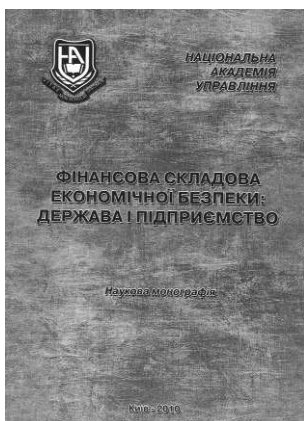 НАЦІОНАЛЬНА
АКАДЕМІЯ
УПРАВЛІННЯ
ФІНАНСОВА СКЛАДОВА
ЕКОНОМІЧНОЇ БЕЗПЕКИ:
ДЕРЖАВА І ПІДПРИЄМСТВО
Наукова монографія
Київ - 2010